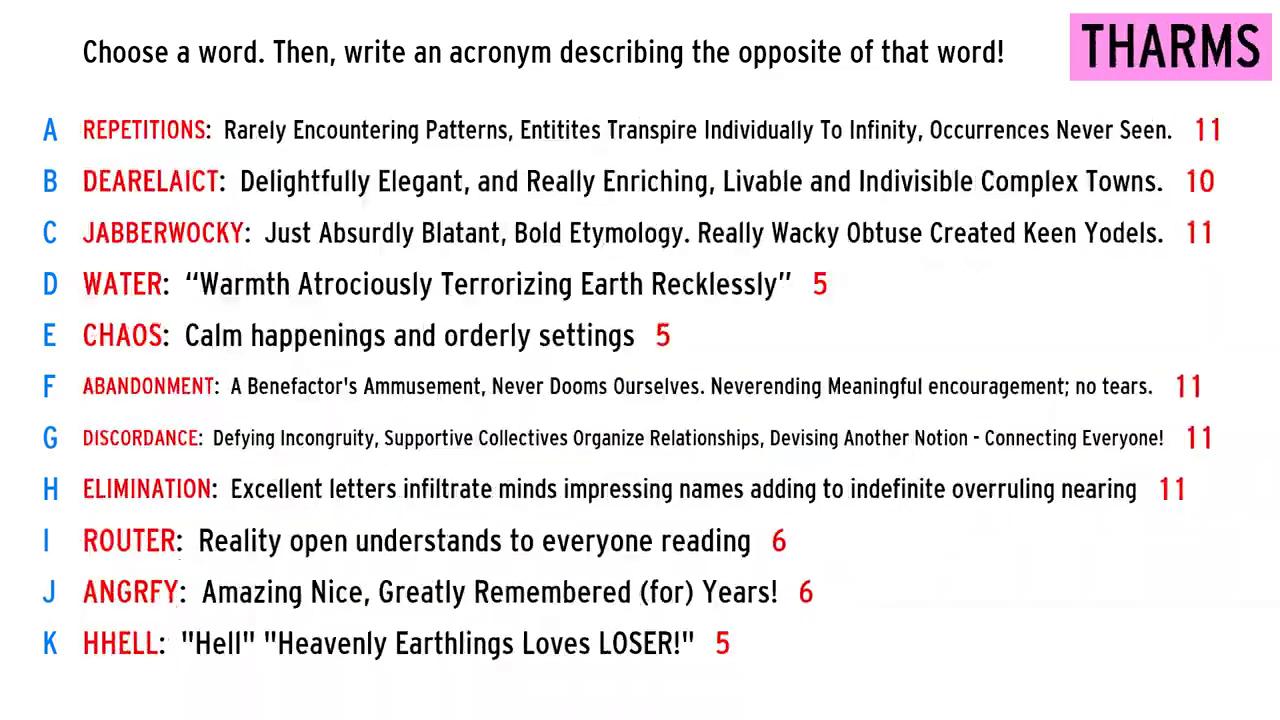 Choose a word. Then, write an acronym describing the opposite of that word!
THARMS
A REPETITIONS: Rarely Encountering Patterns, Entitites Transpire Individually To Infinity, Occurrences Never Seen. 11
B DEARELAICT: Delightfully Elegant, and Really Enriching, Livable and Indivisible Complex Towns. 10
C JABBERWOCKY: Just Absurdly Blatant, Bold Etymology. Really Wacky Obtuse Created Keen Yodels. 11
D WATER: “Warmth Atrociously Terrorizing Earth Recklessly” 5
E CHAOS: Calm happenings and orderly settings 5
F ABANDONMENT: A Benefactor's Ammusement, Never Dooms Ourselves. Neverending Meaningful encouragement; no tears. 11
G DISCORDANCE: Defying Incongruity, Supportive Collectives Organize Relationships, Devising Another Notion - Connecting Everyone! 11
H ELIMINATION: Excellent letters infiltrate minds impressing names adding to indefinite overruling nearing 11
I ROUTER: Reality open understands to everyone reading 6
J ANGRFY: Amazing Nice, Greatly Remembered (for) Years! 6
K HHELL: "Hell" "Heavenly Earthlings Loves LOSER!" 5